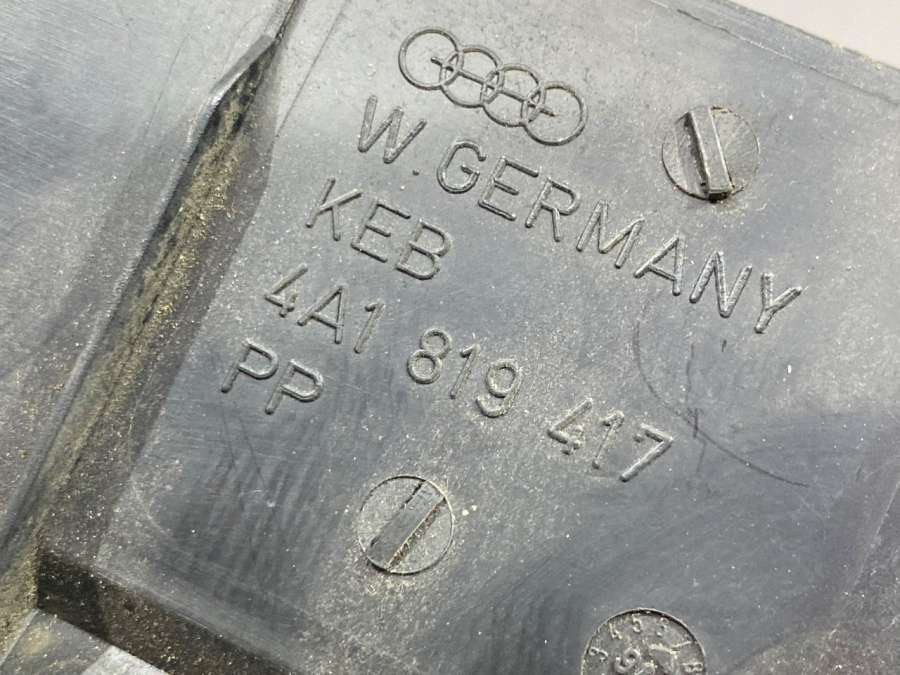 W. GERMANY
KEB
4A1 819 417
PP